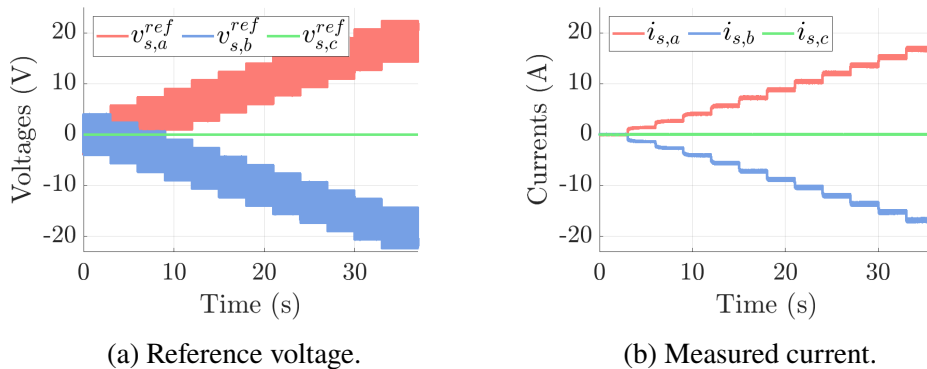 v_{s,a}^{ref} v_{s,b}^{ref} v_{s,c}^{ref}
20
10
0
-10
-20
Voltages (V)
0 10 20 30
Time (s)
(a) Reference voltage.
i_{s,a} i_{s,b} i_{s,c}
20
10
0
-10
-20
Currents (A)
0 10 20 30
Time (s)
(b) Measured current.